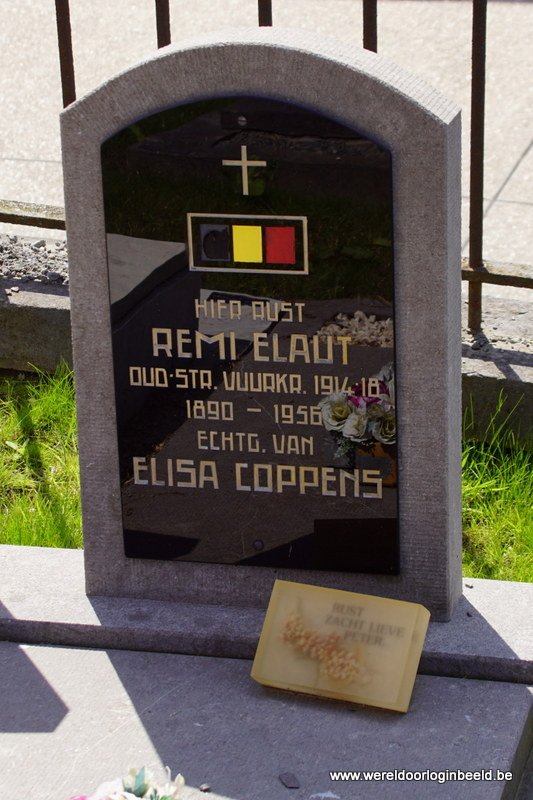 HIER RUST
REMI ELAUT
OUD-STR. VUURKR. 1914-18
1890 - 1956
ECHTG. VAN
ELISA COPPENS
RUST
ZACHT LIEVE
PETER
www.wereldoorloginbeeld.be